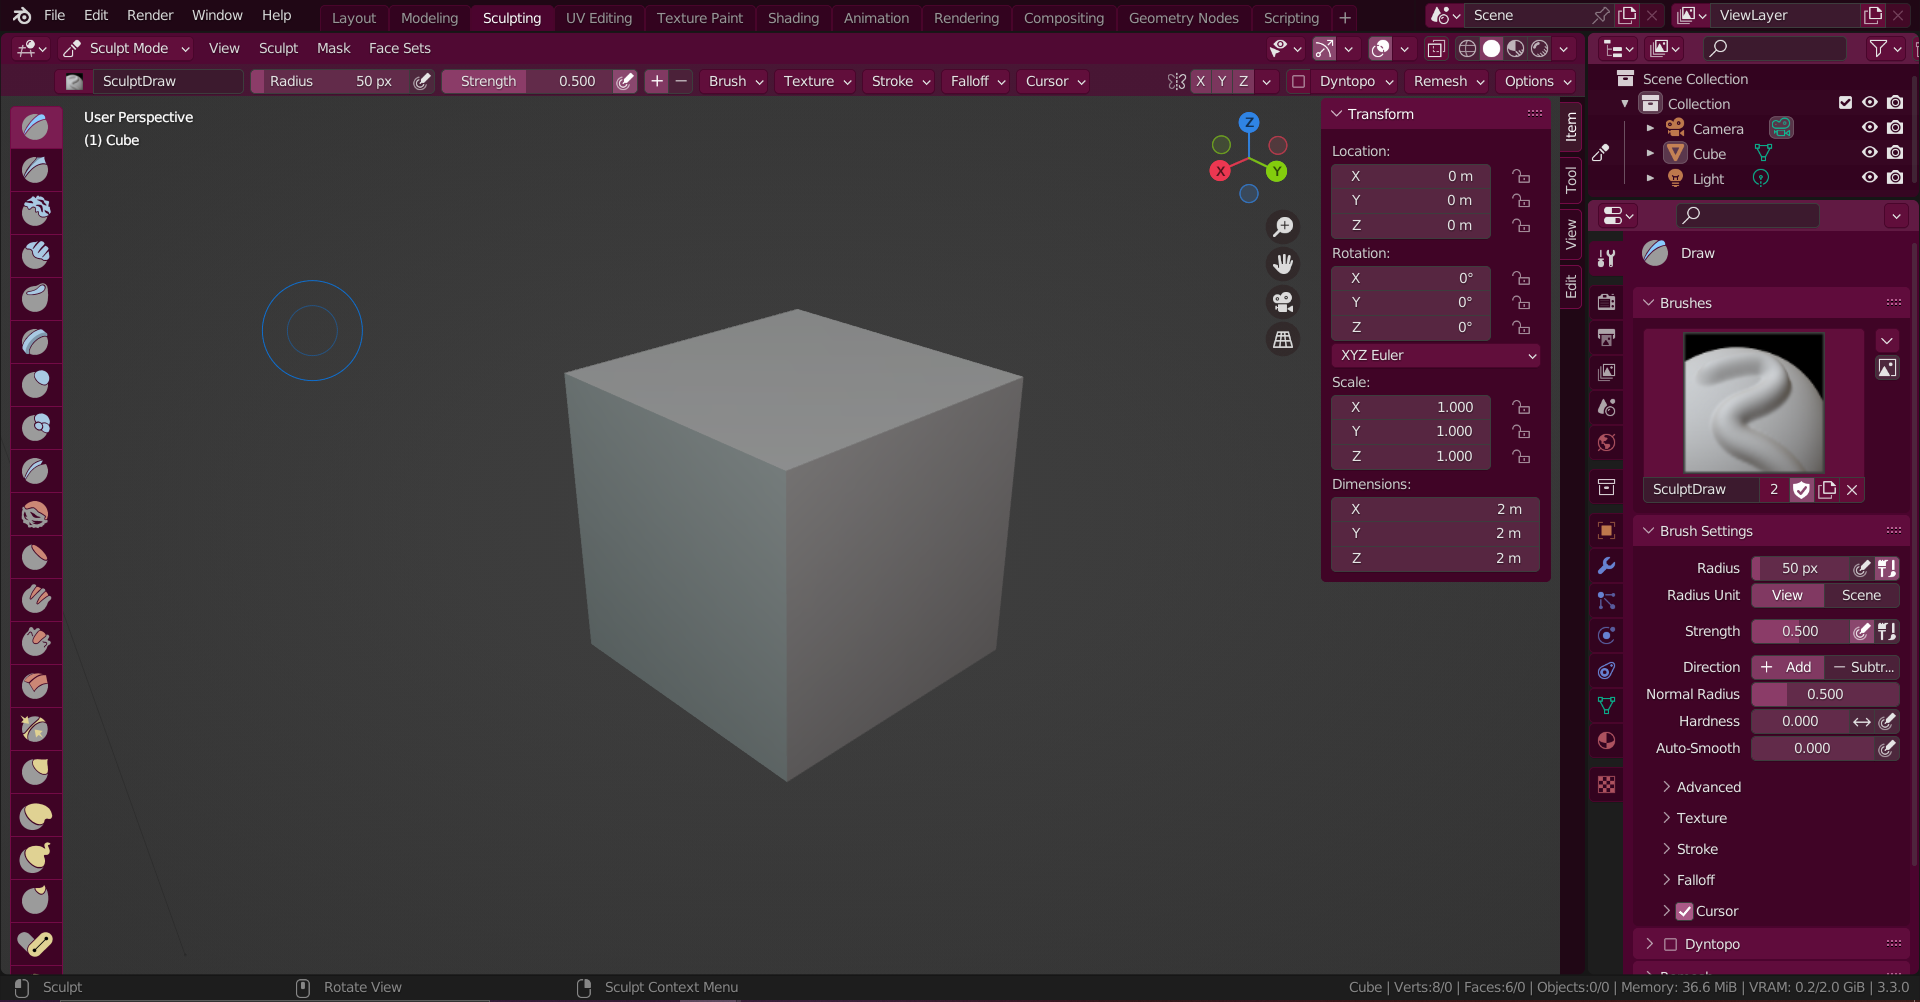 File Edit Render Window Help Layout Modeling Sculpting UV Editing Texture Paint Shading Animation Rendering Compositing Geometry Nodes Scripting + Scene ViewLayer
Sculpt Mode View Sculpt Mask Face Sets
SculptDraw Radius 50 px Strength 0.500 + − Brush Texture Stroke Falloff Cursor X Y Z Dyntopo Remesh Options
User Perspective
(1) Cube
Z
X
Y
Transform
Location:
X 0 m
Y 0 m
Z 0 m
Rotation:
X 0°
Y 0°
Z 0°
XYZ Euler
Scale:
X 1.000
Y 1.000
Z 1.000
Dimensions:
X 2 m
Y 2 m
Z 2 m
Item
Tool
View
Edit
Scene Collection
Collection
Camera
Cube
Light
Draw
Brushes
SculptDraw 2
Brush Settings
Radius 50 px
Radius Unit View Scene
Strength 0.500
Direction + Add − Subtr...
Normal Radius 0.500
Hardness 0.000
Auto-Smooth 0.000
Advanced
Texture
Stroke
Falloff
Cursor
Dyntopo
Sculpt Rotate View Sculpt Context Menu Cube | Verts:8/0 | Faces:6/0 | Objects:0/0 | Memory: 36.6 MiB | VRAM: 0.2/2.0 GiB | 3.3.0